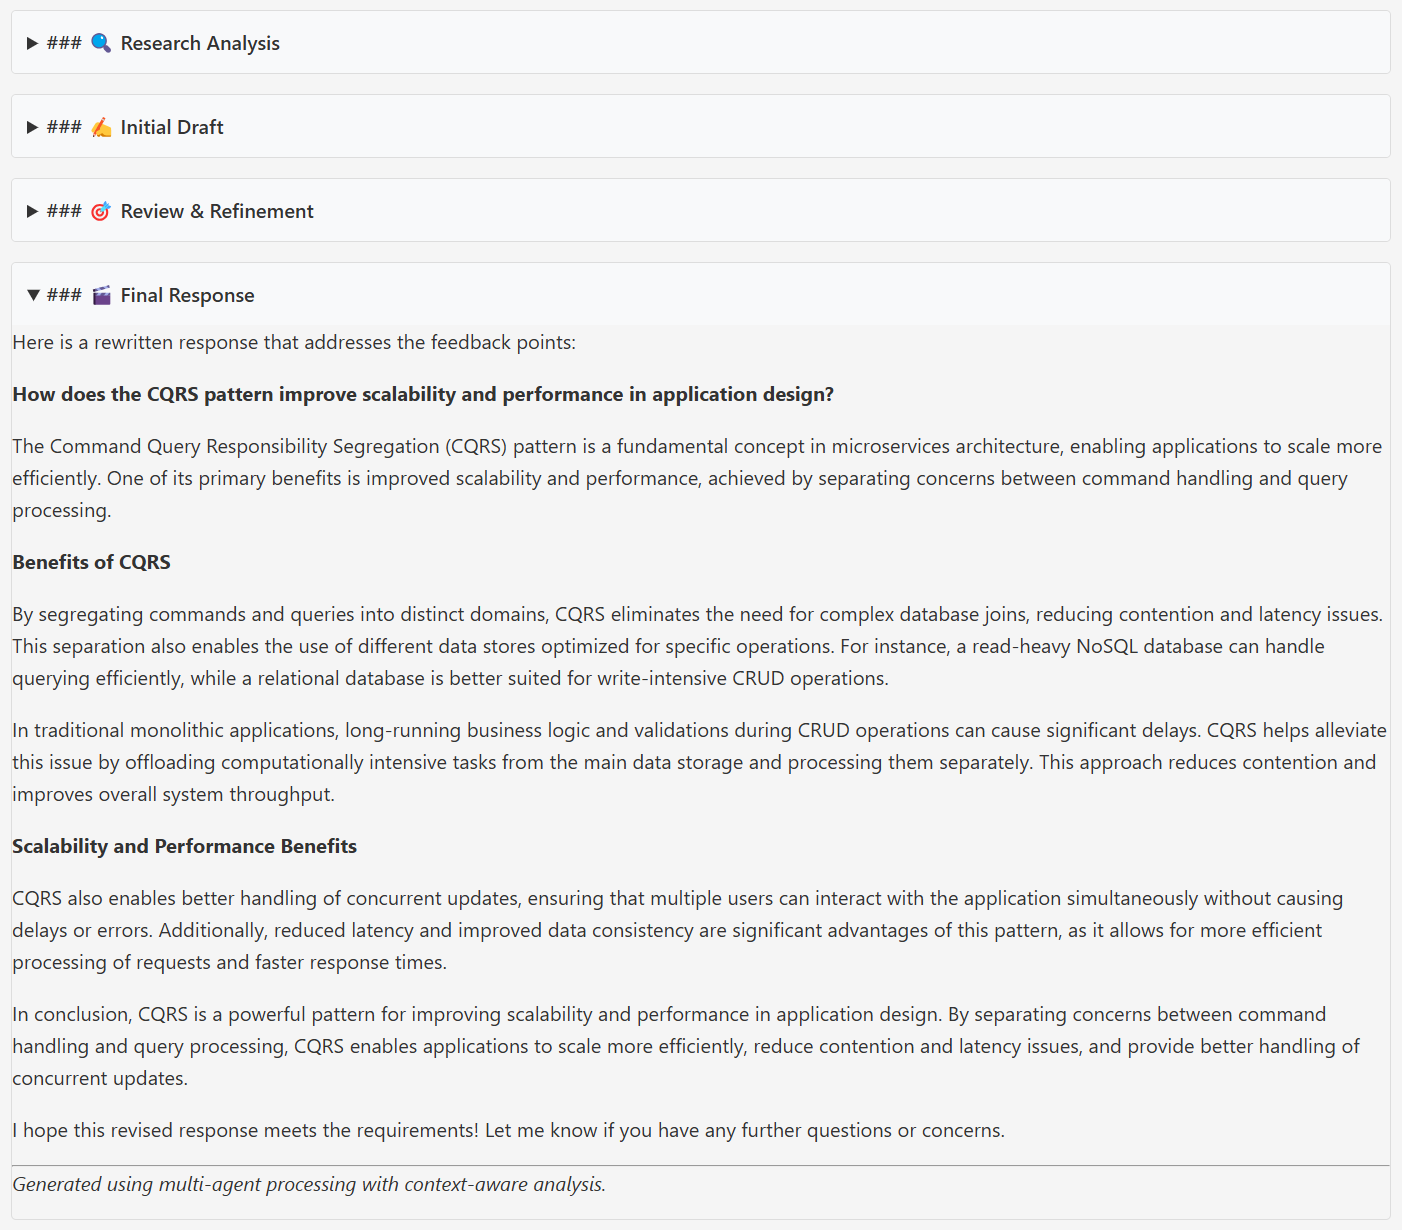 ▶ ### 🔍 Research Analysis
▶ ### ✍️ Initial Draft
▶ ### 🎯 Review & Refinement
▼ ### 🎬 Final Response
Here is a rewritten response that addresses the feedback points:
How does the CQRS pattern improve scalability and performance in application design?
The Command Query Responsibility Segregation (CQRS) pattern is a fundamental concept in microservices architecture, enabling applications to scale more
efficiently. One of its primary benefits is improved scalability and performance, achieved by separating concerns between command handling and query
processing.
Benefits of CQRS
By segregating commands and queries into distinct domains, CQRS eliminates the need for complex database joins, reducing contention and latency issues.
This separation also enables the use of different data stores optimized for specific operations. For instance, a read-heavy NoSQL database can handle
querying efficiently, while a relational database is better suited for write-intensive CRUD operations.
In traditional monolithic applications, long-running business logic and validations during CRUD operations can cause significant delays. CQRS helps alleviate
this issue by offloading computationally intensive tasks from the main data storage and processing them separately. This approach reduces contention and
improves overall system throughput.
Scalability and Performance Benefits
CQRS also enables better handling of concurrent updates, ensuring that multiple users can interact with the application simultaneously without causing
delays or errors. Additionally, reduced latency and improved data consistency are significant advantages of this pattern, as it allows for more efficient
processing of requests and faster response times.
In conclusion, CQRS is a powerful pattern for improving scalability and performance in application design. By separating concerns between command
handling and query processing, CQRS enables applications to scale more efficiently, reduce contention and latency issues, and provide better handling of
concurrent updates.
I hope this revised response meets the requirements! Let me know if you have any further questions or concerns.
Generated using multi-agent processing with context-aware analysis.